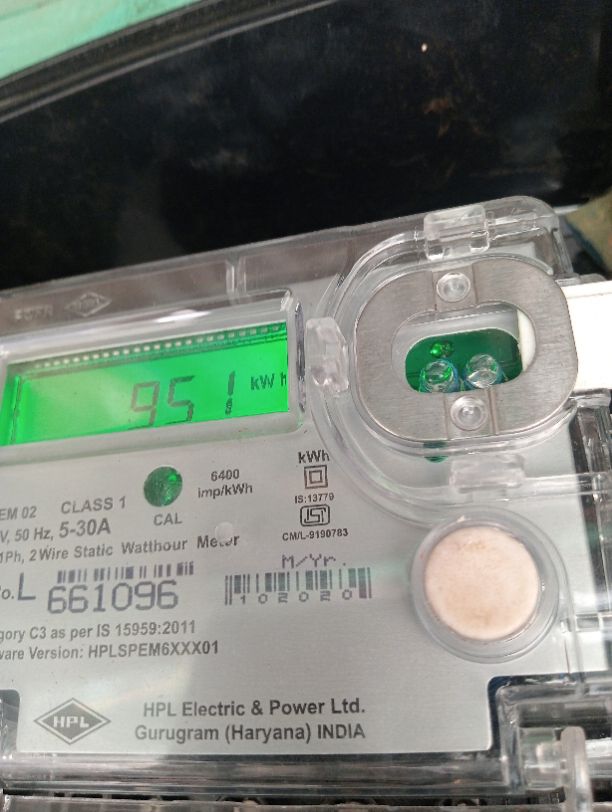 951 kWh
6400
imp/kWh
CAL
kWh
IS:13779
CM/L-9190783
EM 02 CLASS 1
V, 50 Hz, 5-30A
1Ph, 2 Wire Static Watthour Meter
o. L 661096
M/Yr.
102020
gory C3 as per IS 15959:2011
ware Version: HPLSPEM6XXX01
HPL
HPL Electric & Power Ltd.
Gurugram (Haryana) INDIA